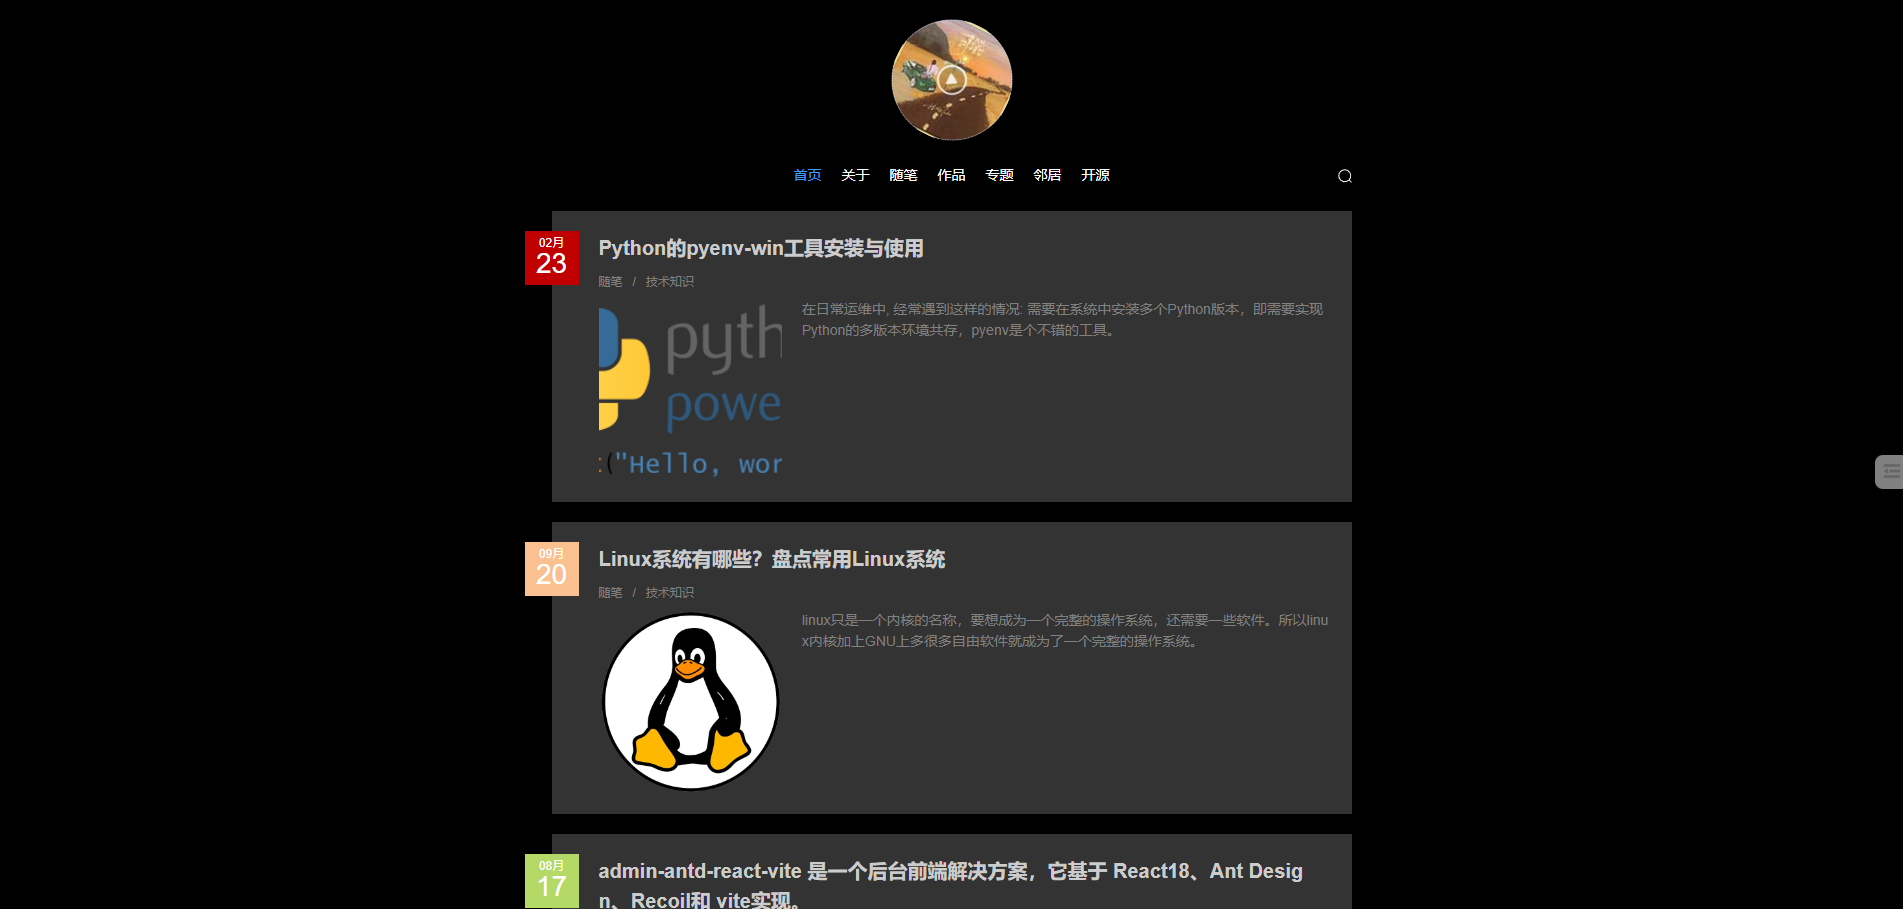 首页 关于 随笔 作品 专题 邻居 开源
02月
23
Python的pyenv-win工具安装与使用
随笔 / 技术知识
在日常运维中, 经常遇到这样的情况: 需要在系统中安装多个Python版本，即需要实现
Python的多版本环境共存，pyenv是个不错的工具。
pyth
powe
:("Hello, wor
09月
20
Linux系统有哪些？盘点常用Linux系统
随笔 / 技术知识
linux只是一个内核的名称，要想成为一个完整的操作系统，还需要一些软件。所以linu
x内核加上GNU上多很多自由软件就成为了一个完整的操作系统。
08月
17
admin-antd-react-vite 是一个后台前端解决方案，它基于 React18、Ant Desig
n、Recoil和 vite实现。